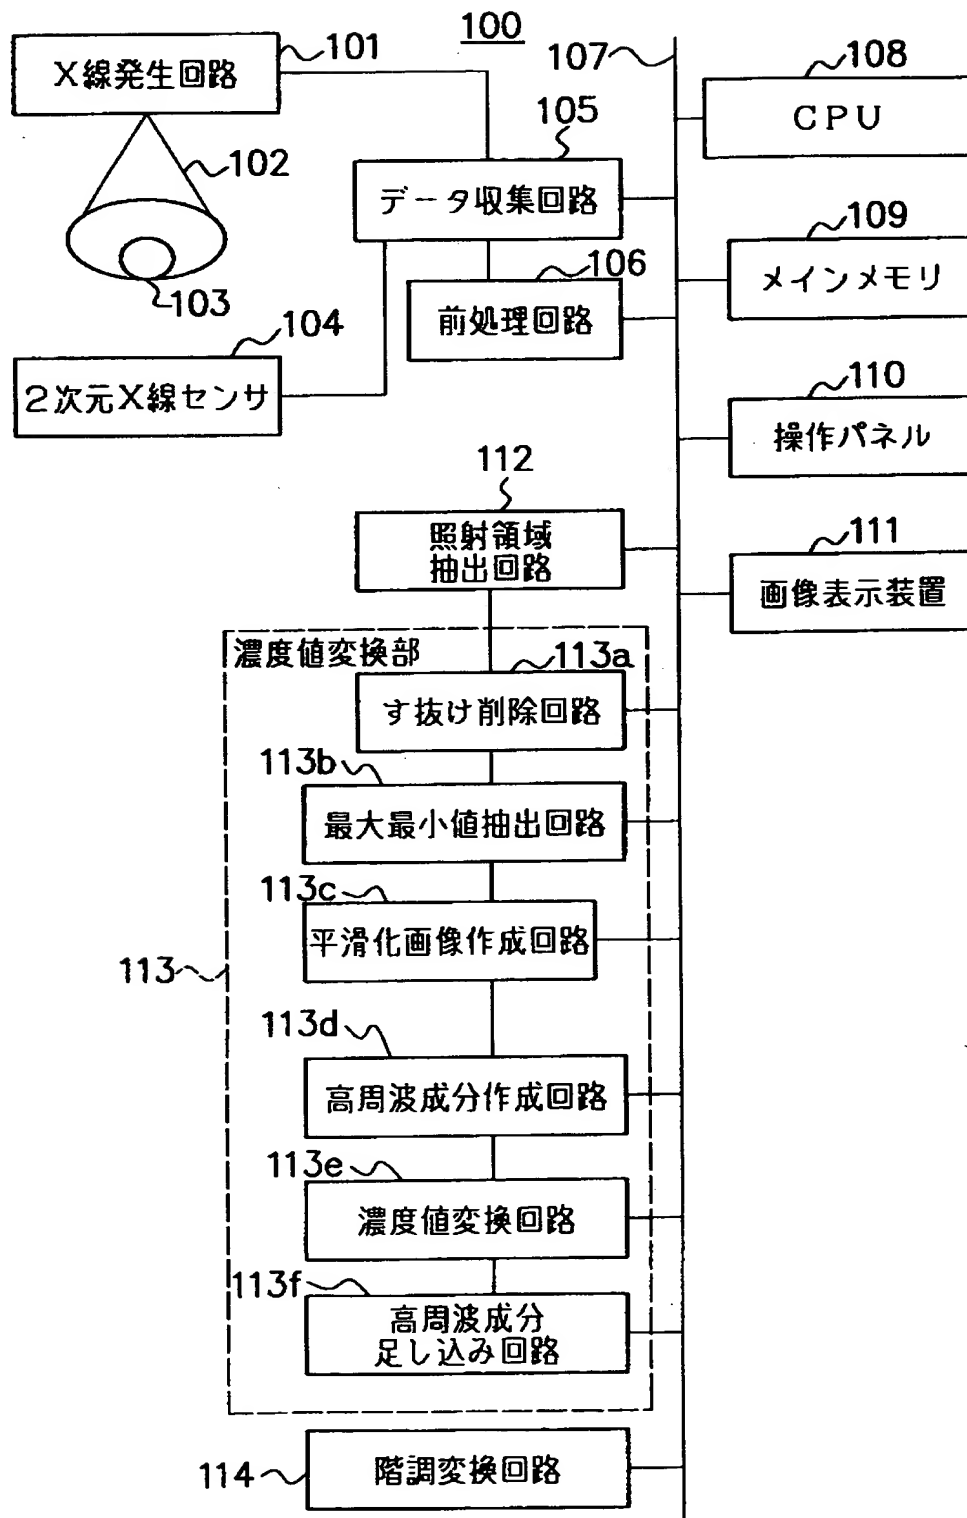 100
101
X線発生回路
102
103
104
2次元X線センサ
105
データ収集回路
106
前処理回路
107
108
CPU
109
メインメモリ
110
操作パネル
111
画像表示装置
112
照射領域
抽出回路
濃度値変換部
113a
す抜け削除回路
113b
最大最小値抽出回路
113c
平滑化画像作成回路
113
113d
高周波成分作成回路
113e
濃度値変換回路
113f
高周波成分
足し込み回路
114
階調変換回路